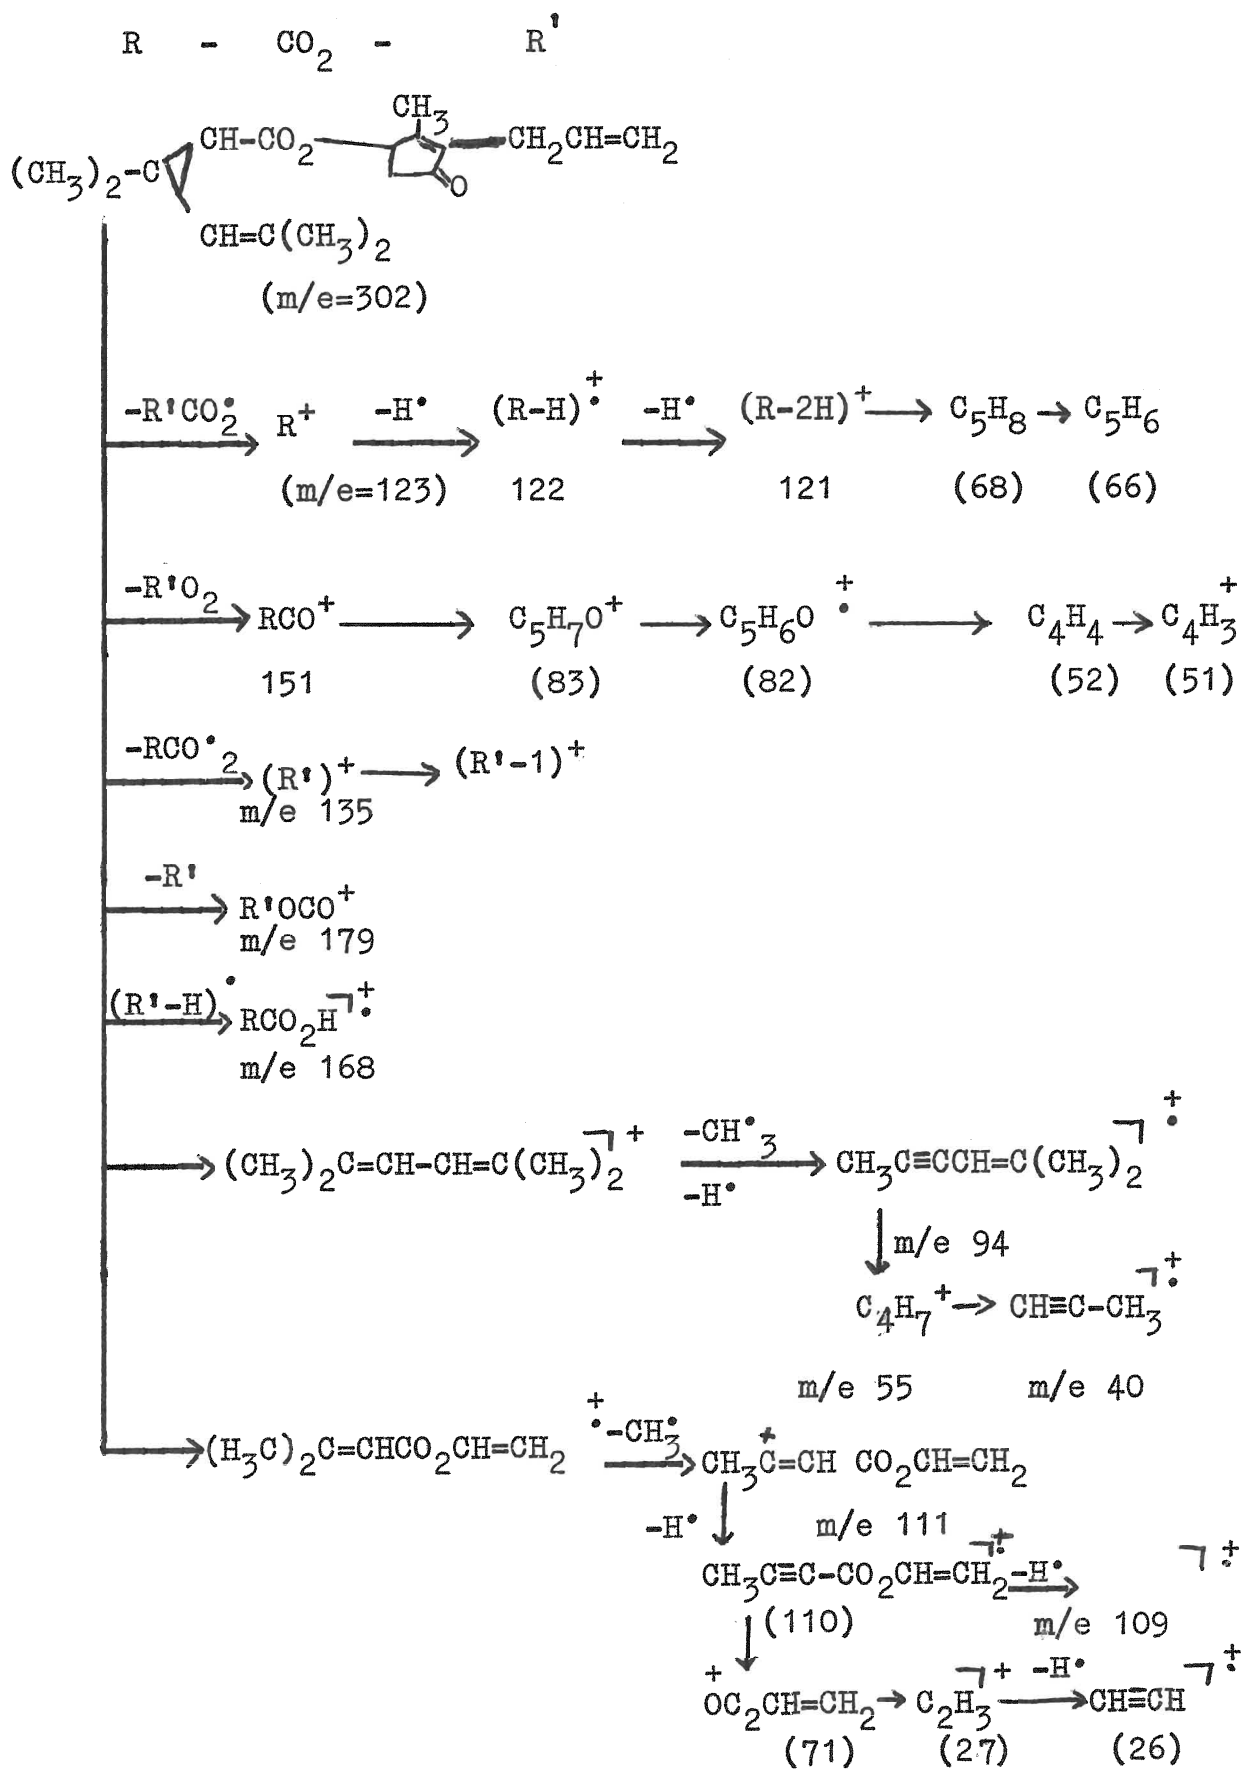 R - CO2 - R'
CH3
CH-CO2 CH2CH=CH2
(CH3)2-C O
CH=C(CH3)2
(m/e=302)
-R'CO2• R+ -H• (R-H)+• -H• (R-2H)+ → C5H8 → C5H6
(m/e=123) 122 121 (68) (66)
-R'O2 RCO+ → C5H7O+ → C5H6O+• → C4H4 → C4H3+
151 (83) (82) (52) (51)
-RCO•2 (R')+ → (R'-1)+
m/e 135
-R'
R'OCO+
m/e 179
(R'-H)• RCO2H ⌝+•
m/e 168
→ (CH3)2C=CH-CH=C(CH3)2 ⌝+ -CH•3 → CH3C≡CCH=C(CH3)2 ⌝+•
-H•
m/e 94
C4H7+ → CH≡C-CH3 ⌝+•
m/e 55 m/e 40
→ (H3C)2C=CHCO2CH=CH2 +• -CH3• → CH3C+=CH CO2CH=CH2
-H• m/e 111
CH3C≡C-CO2CH=CH2 ⌝+• -H• → ⌝+•
(110) m/e 109
+OC2CH=CH2 → C2H3 ⌝+ -H• → CH≡CH ⌝+•
(71) (27) (26)